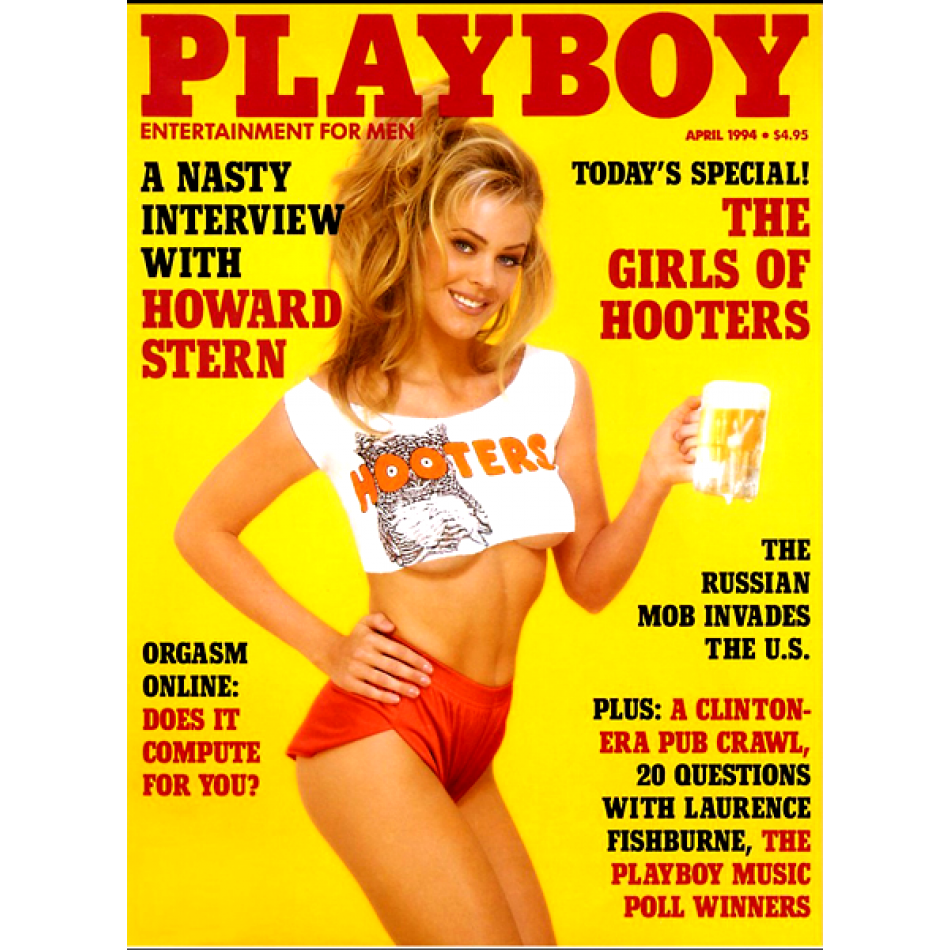 PLAYBOY
ENTERTAINMENT FOR MEN
APRIL 1994 • $4.95
A NASTY
INTERVIEW
WITH
HOWARD
STERN
TODAY'S SPECIAL!
THE
GIRLS OF
HOOTERS
HOOTERS
THE
RUSSIAN
MOB INVADES
THE U.S.
ORGASM
ONLINE:
DOES IT
COMPUTE
FOR YOU?
PLUS: A CLINTON-
ERA PUB CRAWL,
20 QUESTIONS
WITH LAURENCE
FISHBURNE, THE
PLAYBOY MUSIC
POLL WINNERS